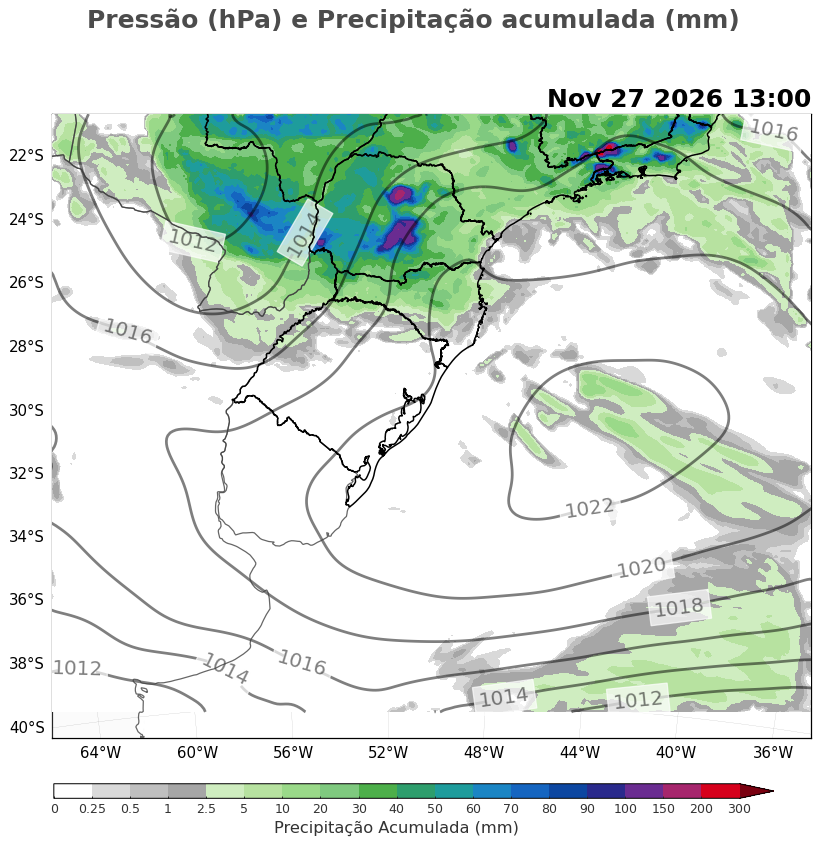 Pressão (hPa) e Precipitação acumulada (mm)
Nov 27 2026 13:00
1016
22°S
24°S
1012
1014
26°S
1016
28°S
30°S
32°S
1022
34°S
1020
36°S
1018
1016
38°S
1012
1014
1014
1012
40°S
64°W 60°W 56°W 52°W 48°W 44°W 40°W 36°W
0 0.25 0.5 1 2.5 5 10 20 30 40 50 60 70 80 90 100 150 200 300
Precipitação Acumulada (mm)